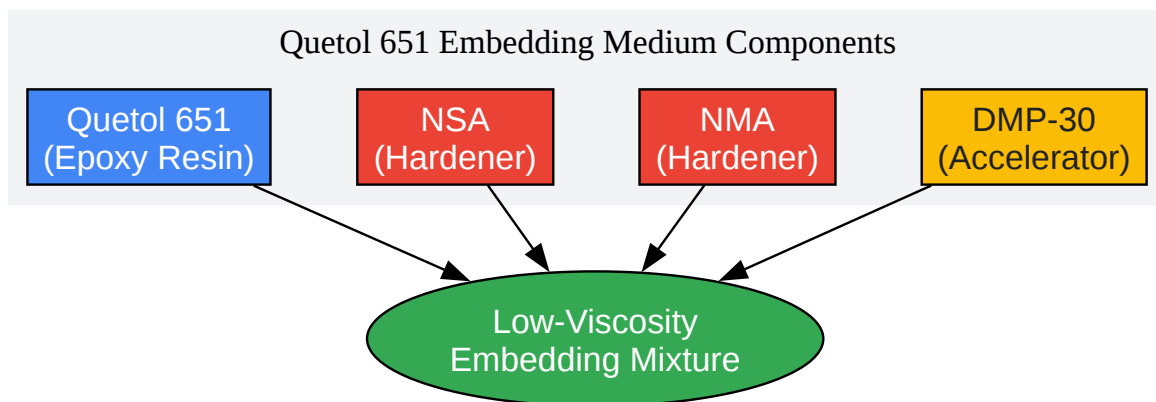 Quetol 651 Embedding Medium Components
Quetol 651
(Epoxy Resin)
NSA
(Hardener)
NMA
(Hardener)
DMP-30
(Accelerator)
Low-Viscosity
Embedding Mixture